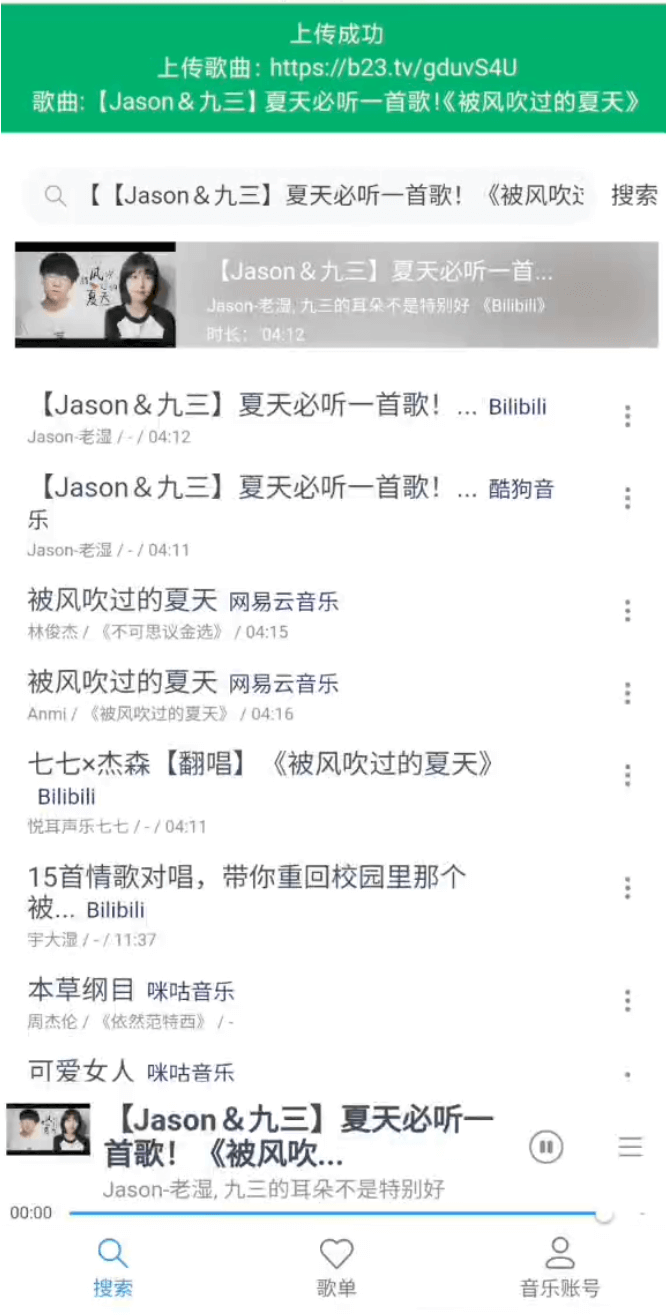 上传成功
上传歌曲: https://b23.tv/gduvS4U
歌曲:【Jason＆九三】夏天必听一首歌!《被风吹过的夏天》
【【Jason＆九三】夏天必听一首歌！《被风吹过 搜索
风吹
夏天
【Jason＆九三】夏天必听一首...
Jason-老湿, 九三的耳朵不是特别好 《Bilibili》
时长： 04:12
【Jason＆九三】夏天必听一首歌！... Bilibili
Jason-老湿 / - / 04:12
【Jason＆九三】夏天必听一首歌！... 酷狗音
乐
Jason-老湿 / - / 04:11
被风吹过的夏天 网易云音乐
林俊杰 / 《不可思议金选》 / 04:15
被风吹过的夏天 网易云音乐
Anmi / 《被风吹过的夏天》 / 04:16
七七×杰森【翻唱】《被风吹过的夏天》
Bilibili
悦耳声乐七七 / - / 04:11
15首情歌对唱，带你重回校园里那个
被... Bilibili
宇大湿 / - / 11:37
本草纲目 咪咕音乐
周杰伦 / 《依然范特西》 / -
可爱女人 咪咕音乐
【Jason＆九三】夏天必听一
首歌！《被风吹...
Jason-老湿, 九三的耳朵不是特别好
00:00 -
搜索 歌单 音乐账号